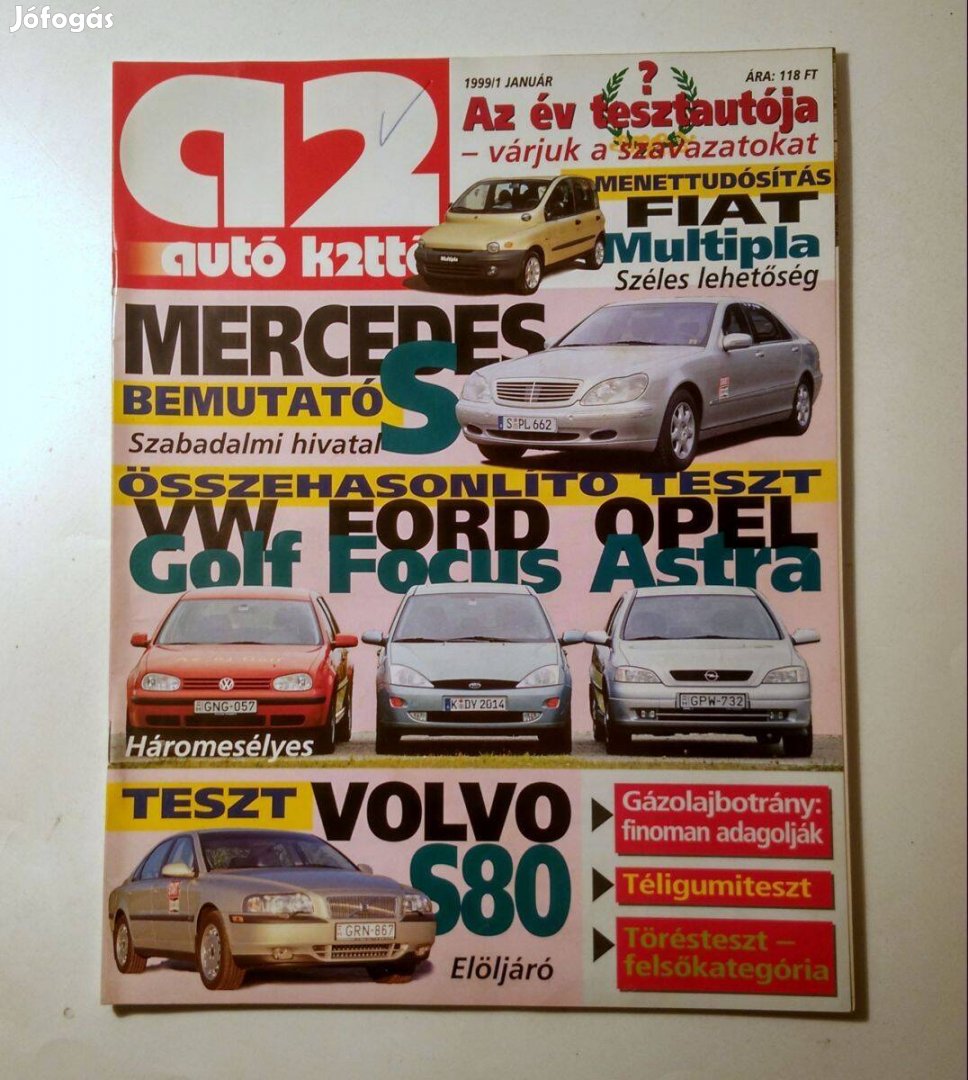 Jófogás
a2
autó k2ttő
1999/1 JANUÁR
ÁRA: 118 FT
?
Az év tesztautója
– várjuk a szavazatokat
MENETTUDÓSÍTÁS
FIAT
Multipla
Széles lehetőség
Multipla
MERCEDES
S
BEMUTATÓ
Szabadalmi hivatal
S PL 662
ÖSSZEHASONLÍTÓ TESZT
VW FORD OPEL
Golf Focus Astra
GNG-057
K DY 2014
GPW-732
Háromesélyes
TESZT
VOLVO
S80
GRN-867
Elöljáró
Gázolajbotrány:
finoman adagolják
Téligumiteszt
Törésteszt –
felsőkategória